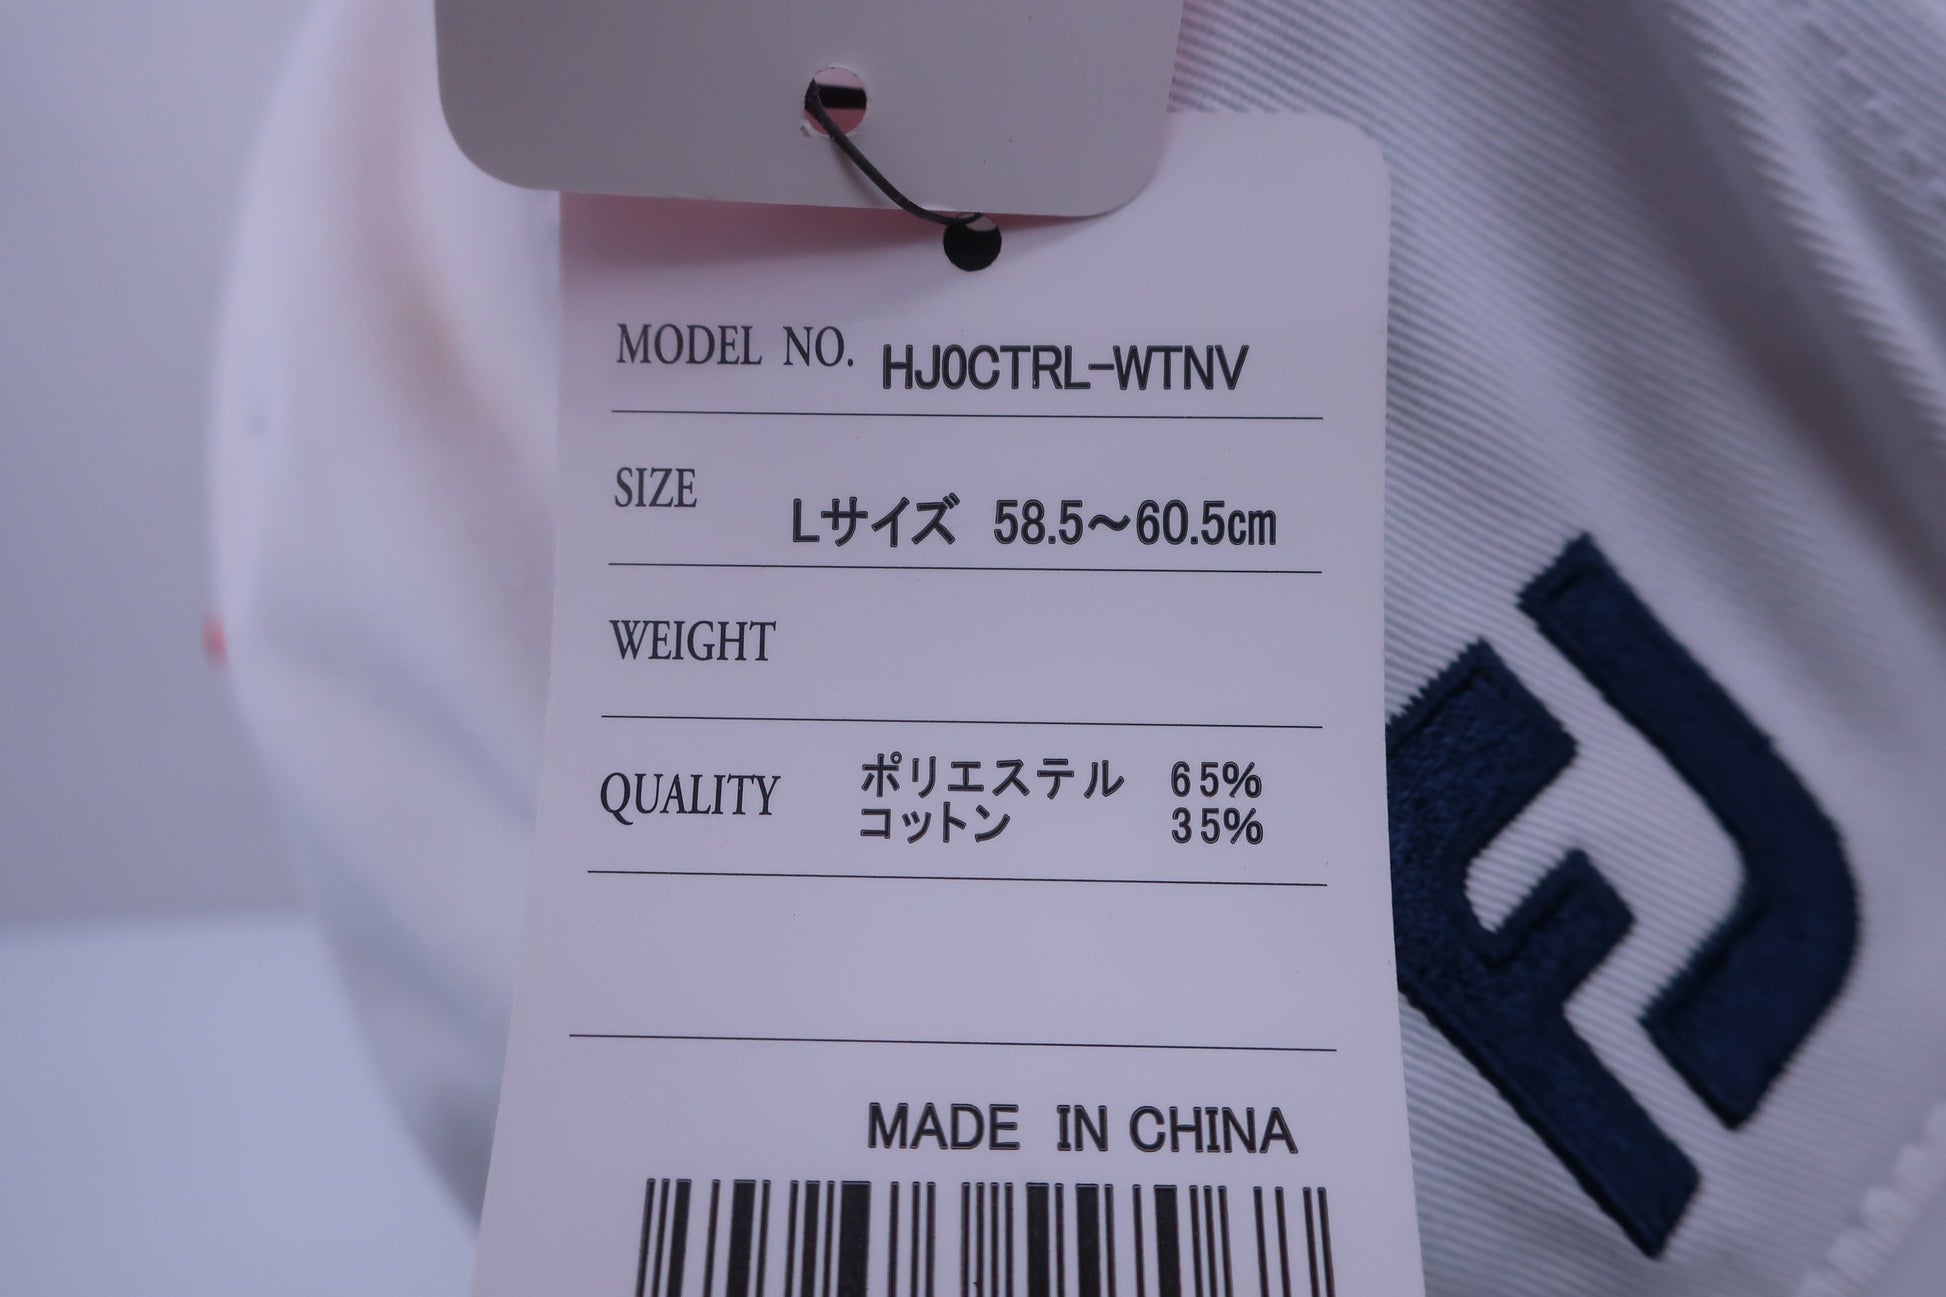 MODEL NO. HJ0CTRL-WTNV
SIZE Lサイズ 58.5～60.5cm
WEIGHT
QUALITY ポリエステル 65%
コットン 35%
MADE IN CHINA
FJ